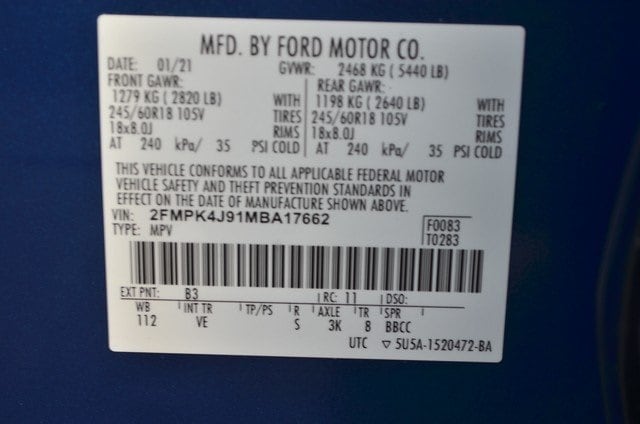 MFD. BY FORD MOTOR CO.
DATE: 01/21 GVWR: 2468 KG ( 5440 LB)
FRONT GAWR: REAR GAWR:
1279 KG ( 2820 LB) WITH 1198 KG ( 2640 LB) WITH
245/60R18 105V TIRES 245/60R18 105V TIRES
18x8.0J RIMS 18x8.0J RIMS
AT 240 kPa/ 35 PSI COLD AT 240 kPa/ 35 PSI COLD
THIS VEHICLE CONFORMS TO ALL APPLICABLE FEDERAL MOTOR
VEHICLE SAFETY AND THEFT PREVENTION STANDARDS IN
EFFECT ON THE DATE OF MANUFACTURE SHOWN ABOVE.
VIN: 2FMPK4J91MBA17662 F0083
TYPE: MPV T0283
EXT PNT: B3 RC: 11 DSO:
WB INT TR TP/PS R AXLE TR SPR
112 VE S 3K 8 BBCC
UTC ▽ 5U5A-1520472-BA